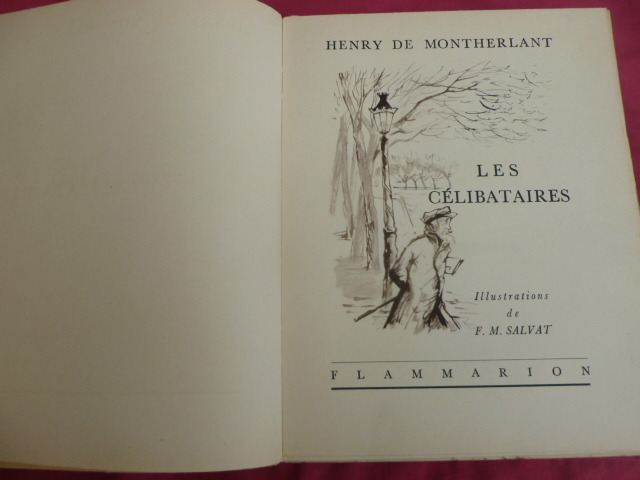 HENRY DE MONTHERLANT
LES
CÉLIBATAIRES
Illustrations
de
F. M. SALVAT
FLAMMARION